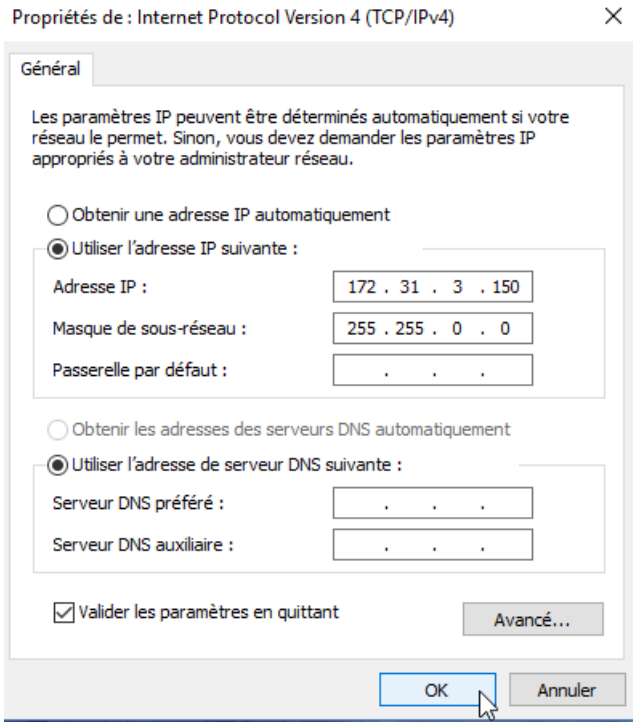 Propriétés de : Internet Protocol Version 4 (TCP/IPv4)
Général
Les paramètres IP peuvent être déterminés automatiquement si votre
réseau le permet. Sinon, vous devez demander les paramètres IP
appropriés à votre administrateur réseau.
Obtenir une adresse IP automatiquement
Utiliser l'adresse IP suivante :
Adresse IP : 172 . 31 . 3 . 150
Masque de sous-réseau : 255 . 255 . 0 . 0
Passerelle par défaut : . . .
Obtenir les adresses des serveurs DNS automatiquement
Utiliser l'adresse de serveur DNS suivante :
Serveur DNS préféré : . . .
Serveur DNS auxiliaire : . . .
Valider les paramètres en quittant
Avancé...
OK Annuler